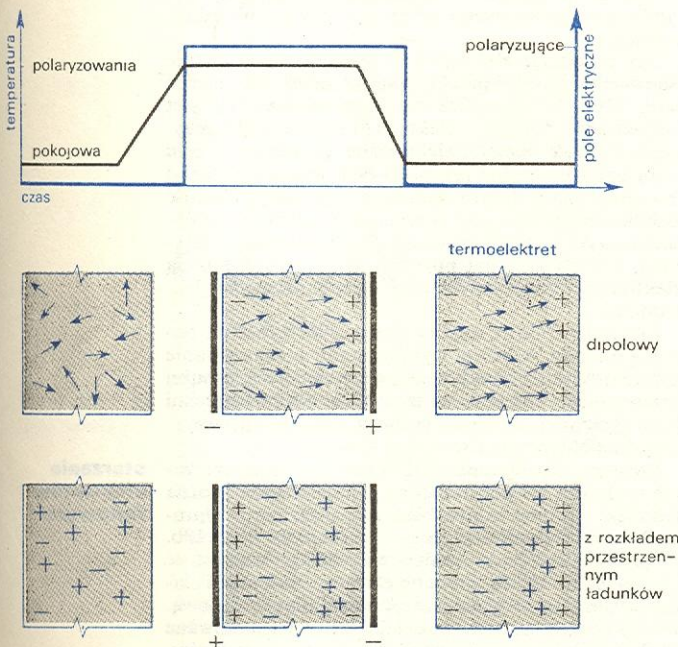 temperatura
polaryzowania
pokojowa
polaryzujące
pole elektryczne
czas
termoelektret
dipolowy
- +
z rozkładem
przestrzen-
nym
ładunków
+ -